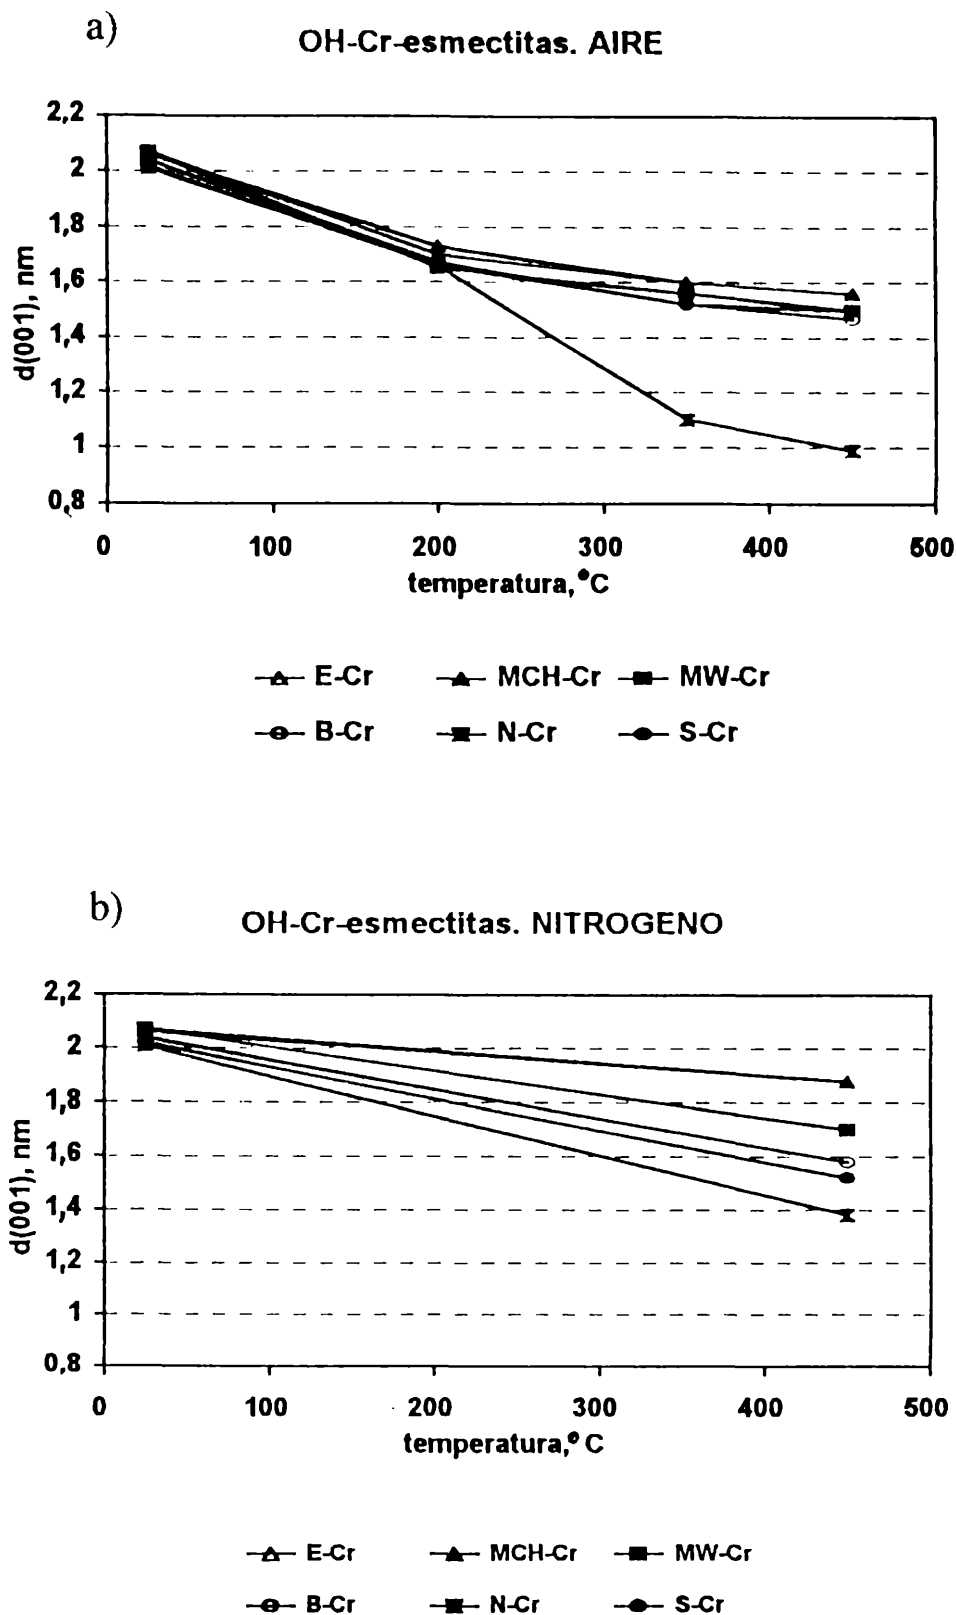 a)
OH-Cr-esmectitas. AIRE
2,2
2
1,8
1,6
1,4
1,2
1
0,8
d(001), nm
0 100 200 300 400 500
temperatura,°C
E-Cr MCH-Cr MW-Cr
B-Cr N-Cr S-Cr
b)
OH-Cr-esmectitas. NITROGENO
2,2
2
1,8
1,6
1,4
1,2
1
0,8
d(001), nm
0 100 200 300 400 500
temperatura,° C
E-Cr MCH-Cr MW-Cr
B-Cr N-Cr S-Cr